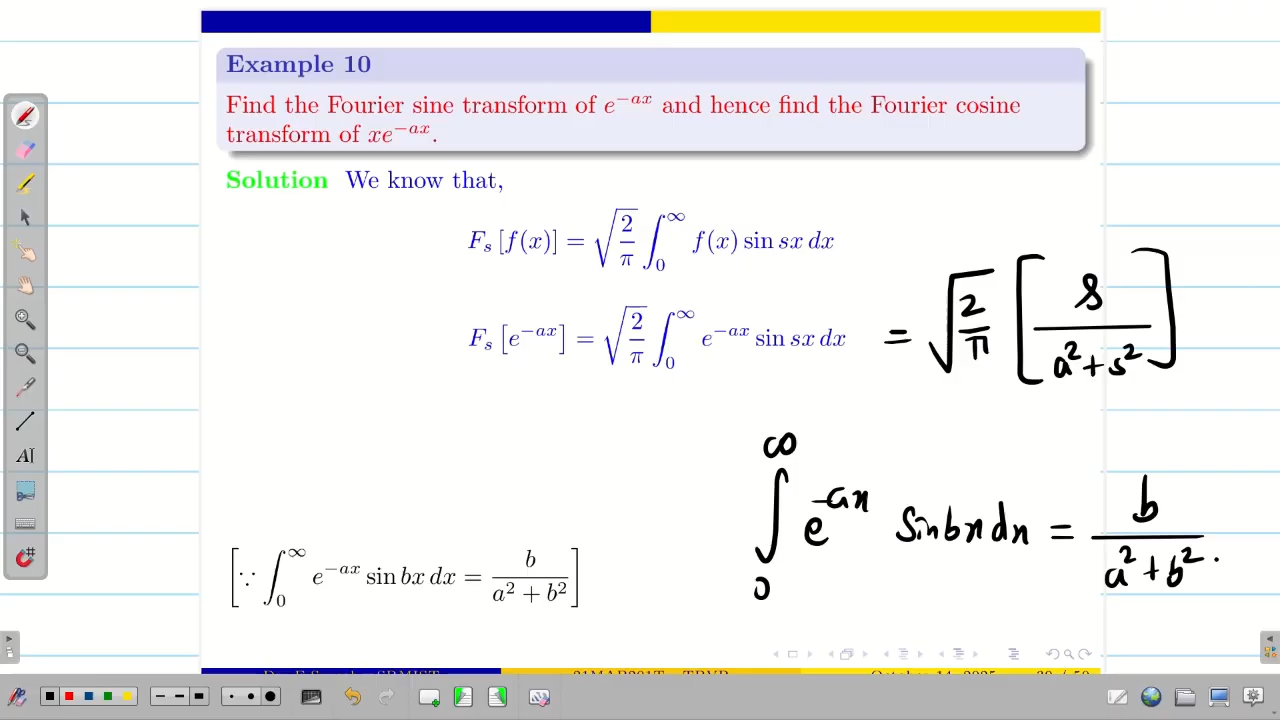 Example 10
Find the Fourier sine transform of e^{-ax} and hence find the Fourier cosine
transform of xe^{-ax}.
Solution We know that,
F_s [f(x)] = √(2/π) ∫_0^∞ f(x) sin sx dx
F_s [e^{-ax}] = √(2/π) ∫_0^∞ e^{-ax} sin sx dx = √(2/π) [s/(a²+s²)]
∫_0^∞ e^{-ax} sin bx dx = b/(a²+b²).
[∵ ∫_0^∞ e^{-ax} sin bx dx = b/(a² + b²)]
AI